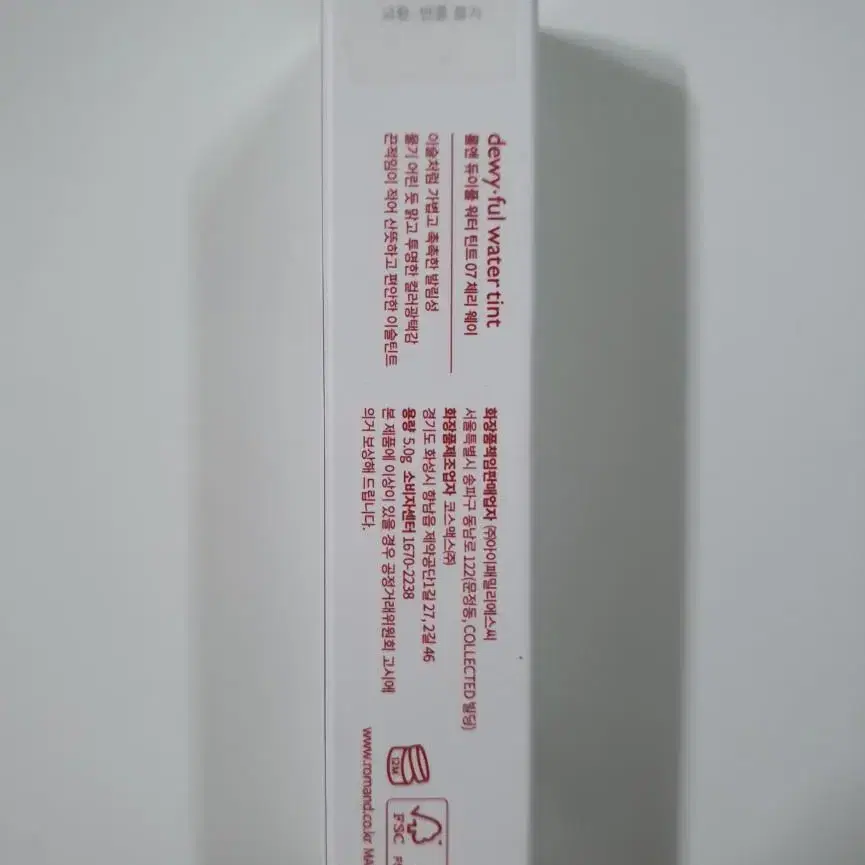 dewy·ful water tint
롬앤 듀이풀 워터 틴트 07 체리 웨이
이슬처럼 가볍고 촉촉한 발림성
물기 어린 듯 맑고 투명한 컬러광택감
끈적임이 적어 산뜻하고 편안한 이슬틴트
화장품책임판매업자 ㈜아이패밀리에스씨
서울특별시 송파구 동남로 122(문정동, COLLECTED 빌딩)
화장품제조업자 코스맥스㈜
경기도 화성시 향남읍 제약공단1길 27, 2길 46
용량 5.0g 소비자센터 1670-2238
본 제품에 이상이 있을 경우 공정거래위원회 고시에
의거 보상해 드립니다.
12M
FSC
www.romand.co.kr